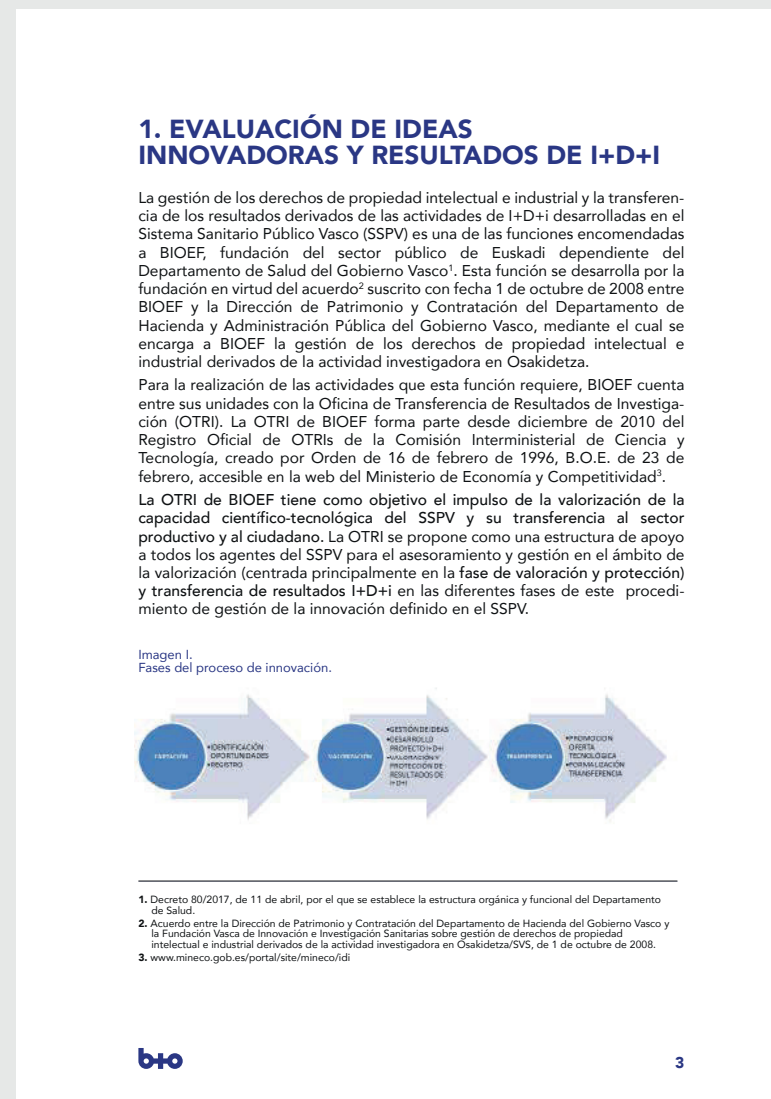 1. EVALUACIÓN DE IDEAS
INNOVADORAS Y RESULTADOS DE I+D+I
La gestión de los derechos de propiedad intelectual e industrial y la transferen-
cia de los resultados derivados de las actividades de I+D+i desarrolladas en el
Sistema Sanitario Público Vasco (SSPV) es una de las funciones encomendadas
a BIOEF, fundación del sector público de Euskadi dependiente del
Departamento de Salud del Gobierno Vasco¹. Esta función se desarrolla por la
fundación en virtud del acuerdo² suscrito con fecha 1 de octubre de 2008 entre
BIOEF y la Dirección de Patrimonio y Contratación del Departamento de
Hacienda y Administración Pública del Gobierno Vasco, mediante el cual se
encarga a BIOEF la gestión de los derechos de propiedad intelectual e
industrial derivados de la actividad investigadora en Osakidetza.
Para la realización de las actividades que esta función requiere, BIOEF cuenta
entre sus unidades con la Oficina de Transferencia de Resultados de Investiga-
ción (OTRI). La OTRI de BIOEF forma parte desde diciembre de 2010 del
Registro Oficial de OTRIs de la Comisión Interministerial de Ciencia y
Tecnología, creado por Orden de 16 de febrero de 1996, B.O.E. de 23 de
febrero, accesible en la web del Ministerio de Economía y Competitividad³.
La OTRI de BIOEF tiene como objetivo el impulso de la valorización de la
capacidad científico-tecnológica del SSPV y su transferencia al sector
productivo y al ciudadano. La OTRI se propone como una estructura de apoyo
a todos los agentes del SSPV para el asesoramiento y gestión en el ámbito de
la valorización (centrada principalmente en la fase de valoración y protección)
y transferencia de resultados I+D+i en las diferentes fases de este procedi-
miento de gestión de la innovación definido en el SSPV.
Imagen I.
Fases del proceso de innovación.
CAPTACIÓN
•IDENTIFICACIÓN
OPORTUNIDADES
•REGISTRO
VALORIZACIÓN
•GESTIÓN DE IDEAS
•DESARROLLO
PROYECTO I+D+I
•VALORACIÓN Y
PROTECCIÓN DE
RESULTADOS DE
I+D+I
TRANSFERENCIA
•PROMOCIÓN
OFERTA
TECNOLÓGICA
•FORMALIZACIÓN
TRANSFERENCIA
1. Decreto 80/2017, de 11 de abril, por el que se establece la estructura orgánica y funcional del Departamento
de Salud.
2. Acuerdo entre la Dirección de Patrimonio y Contratación del Departamento de Hacienda del Gobierno Vasco y
la Fundación Vasca de Innovación e Investigación Sanitarias sobre gestión de derechos de propiedad
intelectual e industrial derivados de la actividad investigadora en Osakidetza/SVS, de 1 de octubre de 2008.
3. www.mineco.gob.es/portal/site/mineco/idi
b+o
3